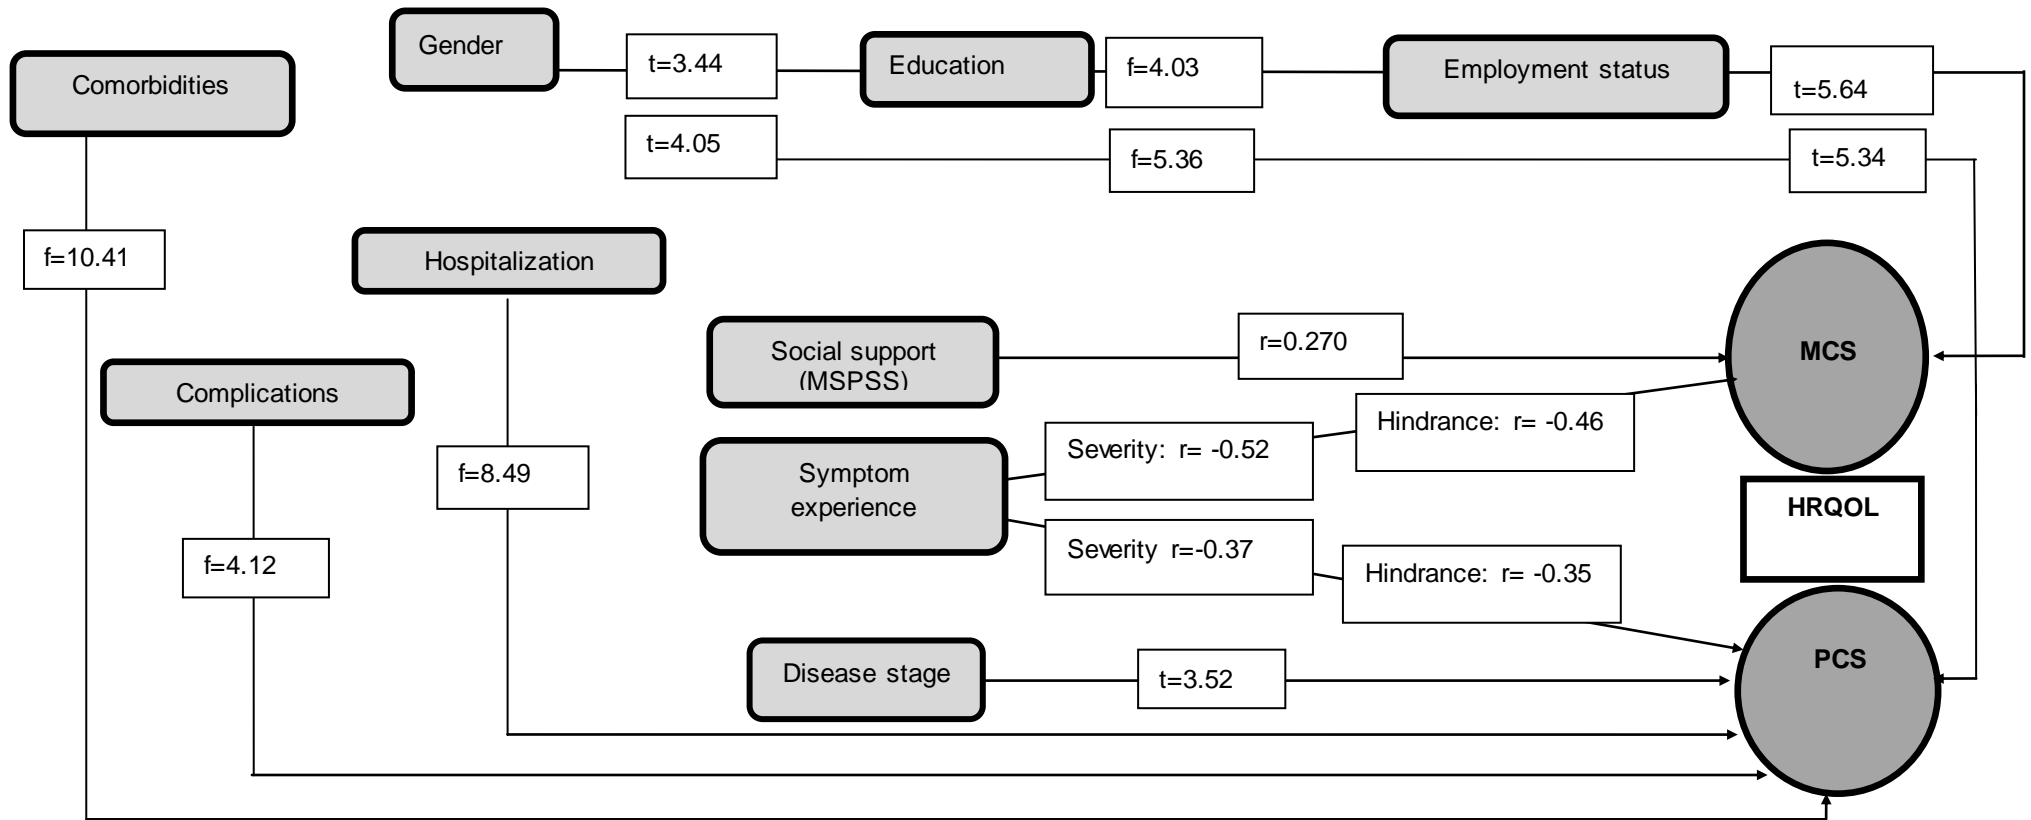 Gender
Comorbidities
t=3.44
Education
f=4.03
Employment status
t=5.64
t=4.05
f=5.36
t=5.34
f=10.41
Hospitalization
Social support
(MSPSS)
r=0.270
MCS
Complications
Severity: r= -0.52
Hindrance: r= -0.46
f=8.49
Symptom
experience
HRQOL
Severity r=-0.37
Hindrance: r= -0.35
f=4.12
Disease stage
t=3.52
PCS